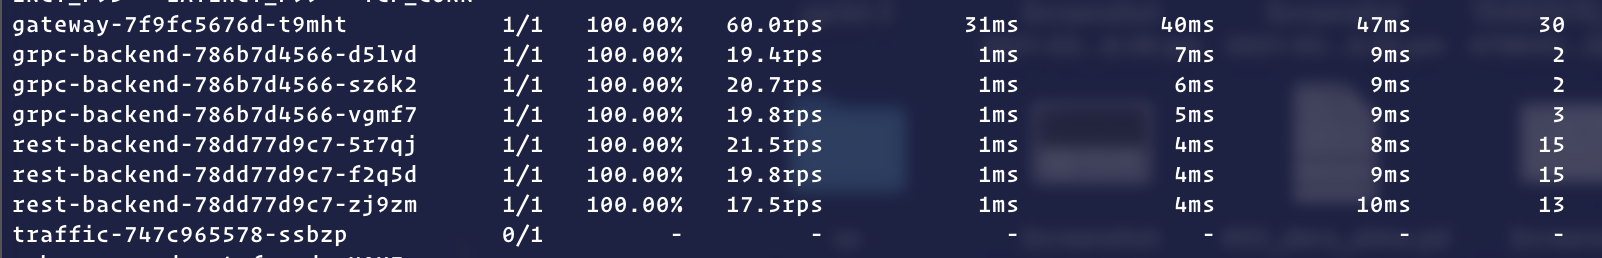 gateway-7f9fc5676d-t9mht 1/1 100.00% 60.0rps 31ms 40ms 47ms 30
grpc-backend-786b7d4566-d5lvd 1/1 100.00% 19.4rps 1ms 7ms 9ms 2
grpc-backend-786b7d4566-sz6k2 1/1 100.00% 20.7rps 1ms 6ms 9ms 2
grpc-backend-786b7d4566-vgmf7 1/1 100.00% 19.8rps 1ms 5ms 9ms 3
rest-backend-78dd77d9c7-5r7qj 1/1 100.00% 21.5rps 1ms 4ms 8ms 15
rest-backend-78dd77d9c7-f2q5d 1/1 100.00% 19.8rps 1ms 4ms 9ms 15
rest-backend-78dd77d9c7-zj9zm 1/1 100.00% 17.5rps 1ms 4ms 10ms 13
traffic-747c965578-ssbzp 0/1 - - - - - -